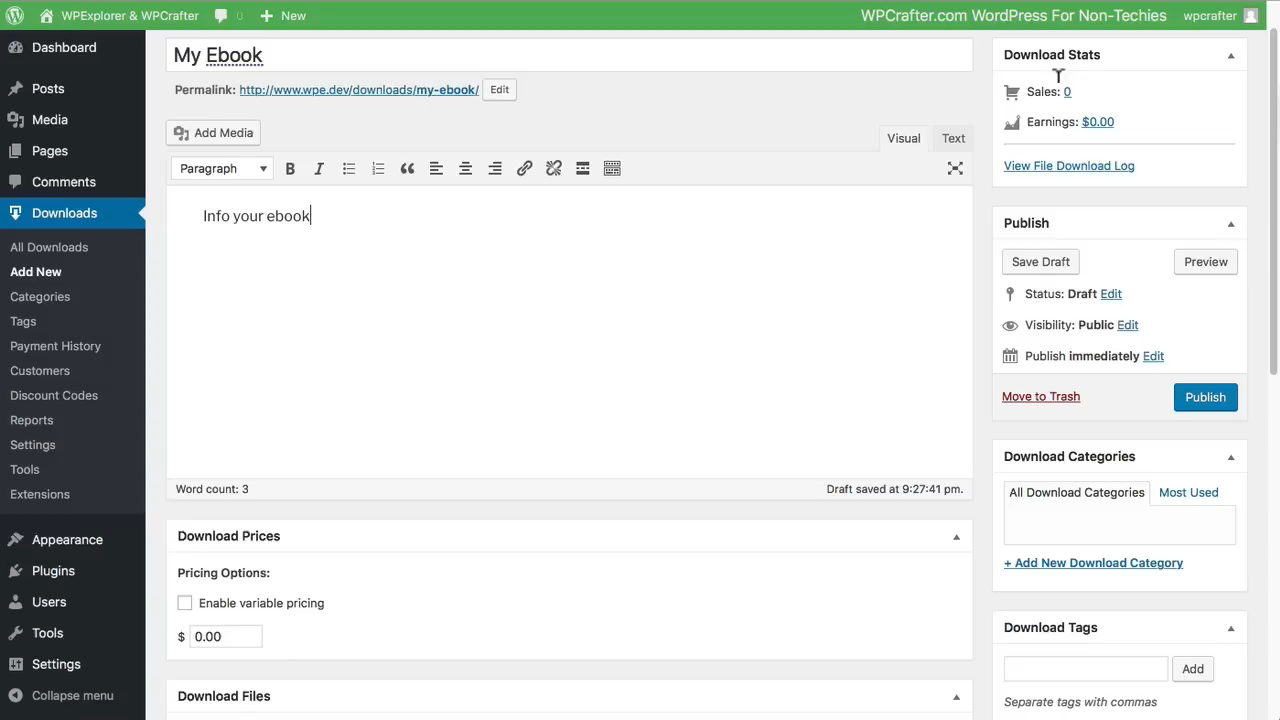 WPExplorer & WPCrafter
New
WPCrafter.com WordPress For Non-Techies
wpcrafter
Dashboard
Posts
Media
Pages
Comments
Downloads
All Downloads
Add New
Categories
Tags
Payment History
Customers
Discount Codes
Reports
Settings
Tools
Extensions
Appearance
Plugins
Users
Tools
Settings
Collapse menu
My Ebook
Permalink: http://www.wpe.dev/downloads/my-ebook/ Edit
Add Media
Visual Text
Paragraph
Info your ebook
Word count: 3
Draft saved at 9:27:41 pm.
Download Prices
Pricing Options:
Enable variable pricing
$ 0.00
Download Files
Download Stats
Sales: 0
Earnings: $0.00
View File Download Log
Publish
Save Draft Preview
Status: Draft Edit
Visibility: Public Edit
Publish immediately Edit
Move to Trash Publish
Download Categories
All Download Categories Most Used
+ Add New Download Category
Download Tags
Add
Separate tags with commas